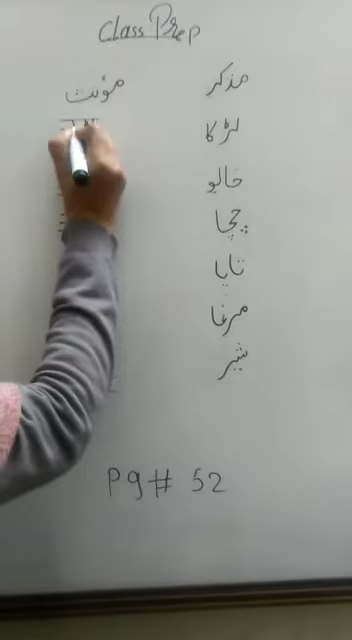 Class Prep
مذکر مؤنث
لڑکا
خالو
چچا
تایا
مرغا
شیر
Pg# 52